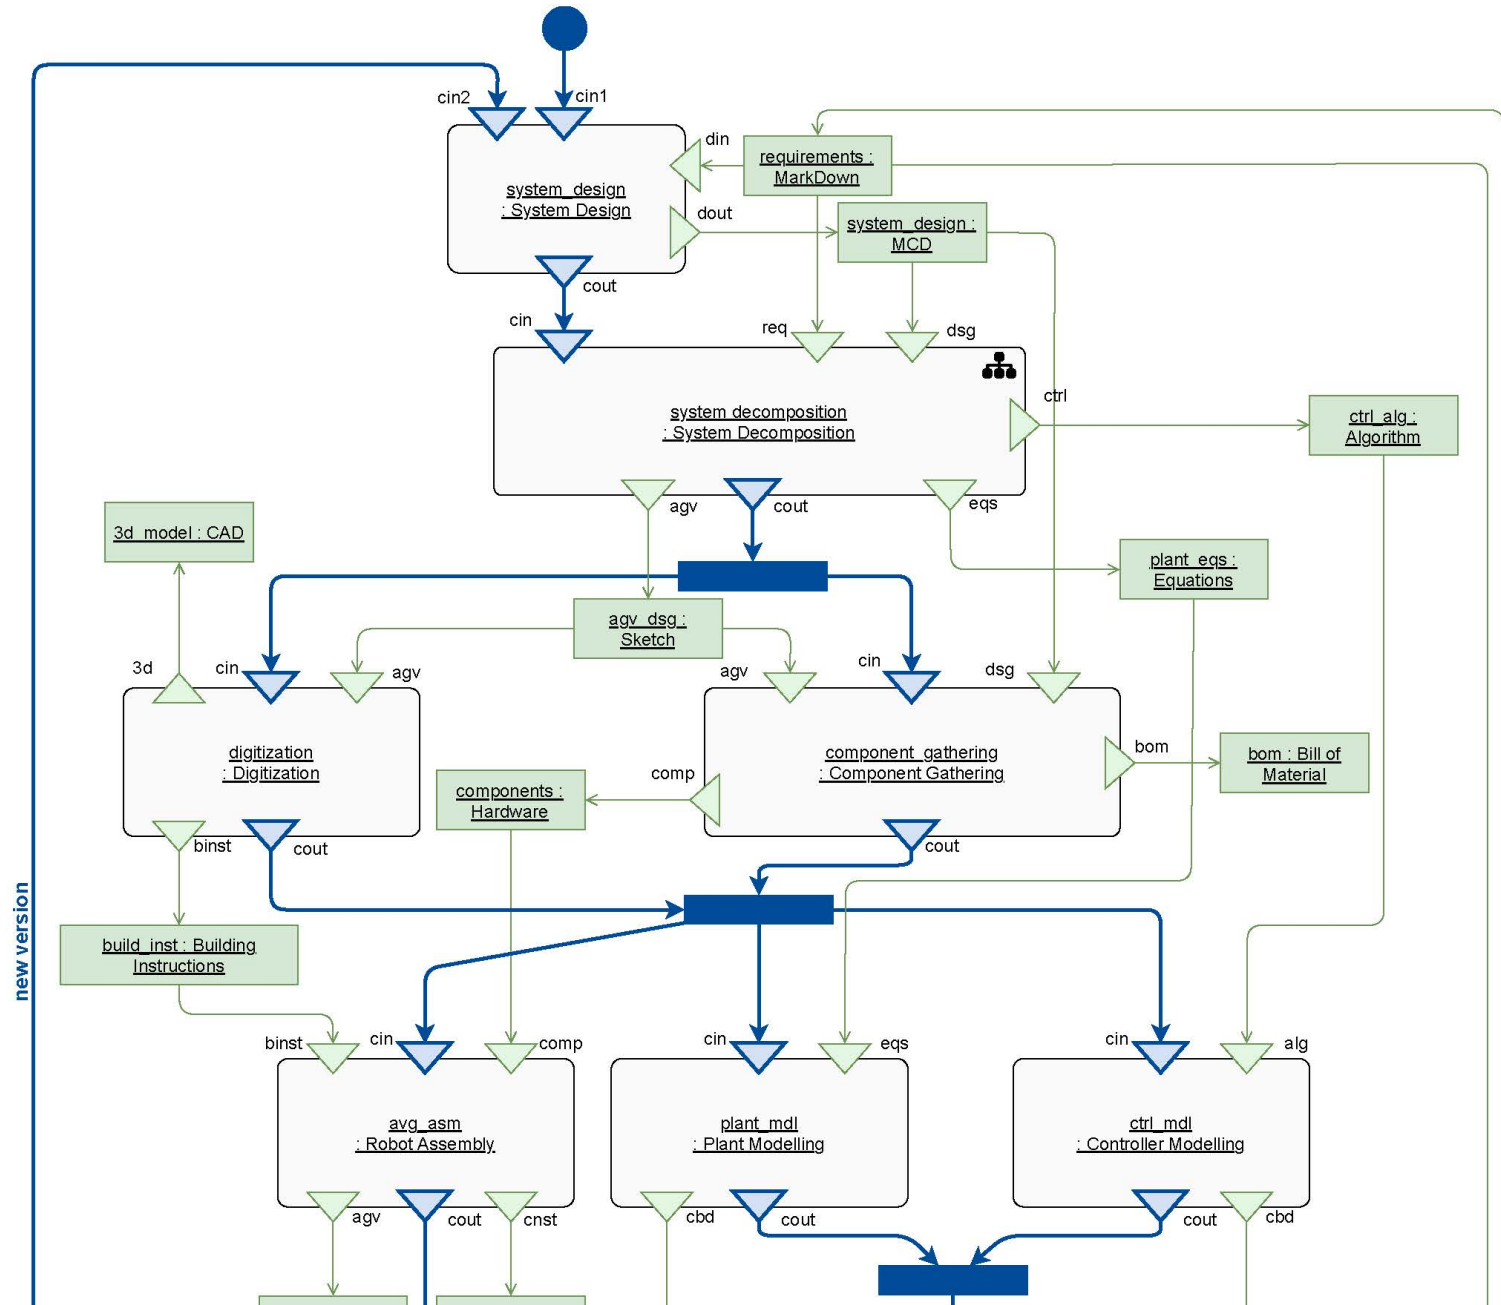 cin2
cin1
din
requirements :
MarkDown
system_design
: System Design
dout
system_design :
MCD
cout
cin
req
dsg
ctrl
system decomposition
: System Decomposition
ctrl_alg :
Algorithm
agv
cout
eqs
3d_model : CAD
plant_eqs :
Equations
agv_dsg :
Sketch
3d
cin
agv
agv
cin
dsg
digitization
: Digitization
component_gathering
: Component Gathering
bom
bom : Bill of
Material
comp
components :
Hardware
binst
cout
cout
new version
build_inst : Building
Instructions
binst
cin
comp
cin
eqs
cin
alg
avg_asm
: Robot Assembly
plant_mdl
: Plant Modelling
ctrl_mdl
: Controller Modelling
agv
cout
cnst
cbd
cout
cout
cbd